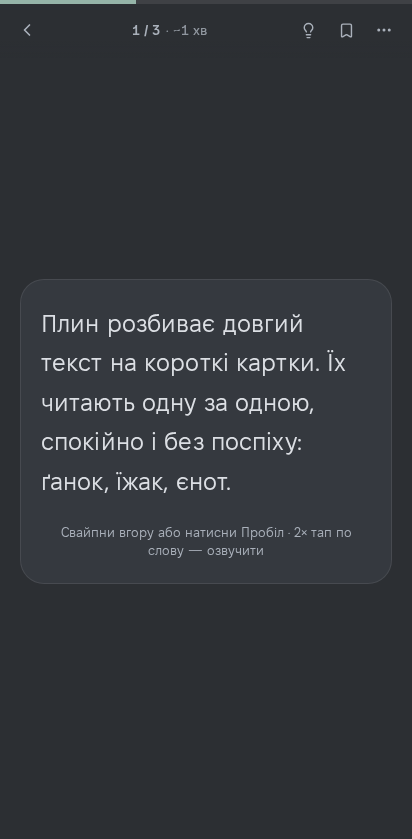 1 / 3 · ~1 хв
Плин розбиває довгий
текст на короткі картки. Їх
читають одну за одною,
спокійно і без поспіху:
ґанок, їжак, єнот.
Свайпни вгору або натисни Пробіл · 2× тап по
слову — озвучити